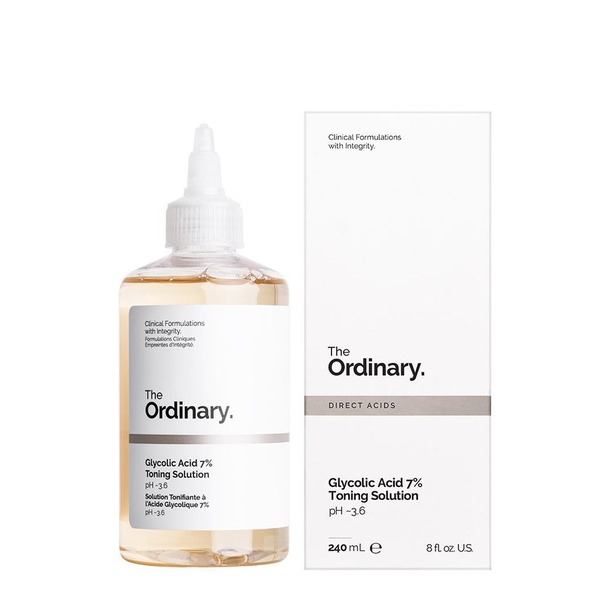 Clinical Formulations
with Integrity.
Formulations Cliniques
Empreintes d'Intégrité.
The
Ordinary.
Glycolic Acid 7%
Toning Solution
pH ~3.6
Solution Tonifiante à
l'Acide Glycolique 7%
pH ~3.6
Clinical Formulations
with Integrity.
The
Ordinary.
DIRECT ACIDS
Glycolic Acid 7%
Toning Solution
pH ~3.6
240 mL ℮ 8 fl. oz. U.S.